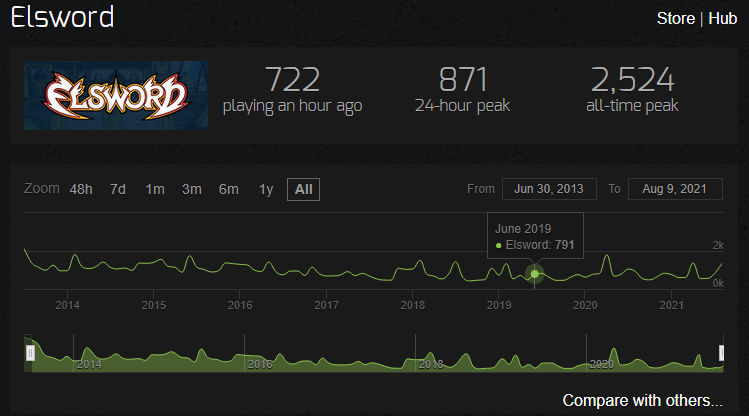 Elsword
Store | Hub
ELSWORD
722
playing an hour ago
871
24-hour peak
2,524
all-time peak
Zoom 48h 7d 1m 3m 6m 1y All
From Jun 30, 2013 To Aug 9, 2021
June 2019
● Elsword: 791
2k
0k
2014 2015 2016 2017 2018 2019 2020 2021
2014 2016 2018 2020
Compare with others...